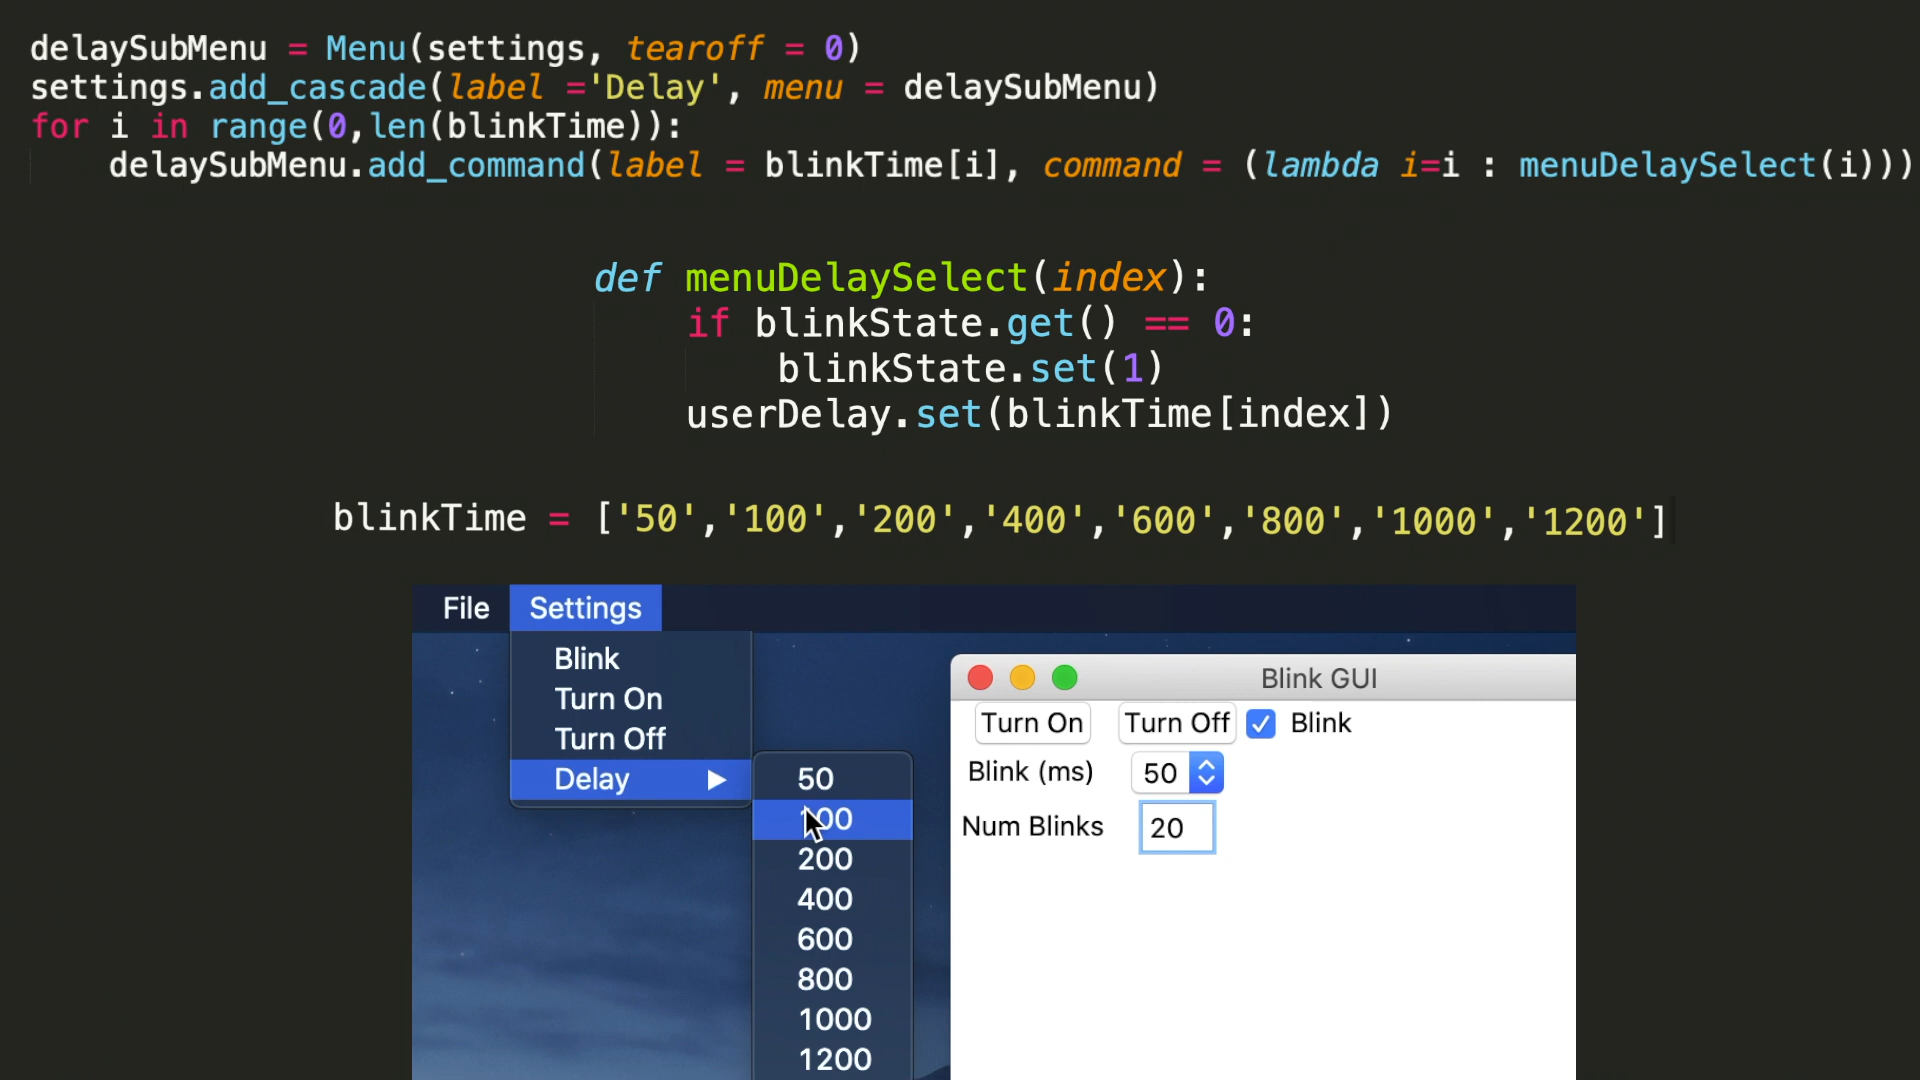 delaySubMenu = Menu(settings, tearoff = 0)
settings.add_cascade(label ='Delay', menu = delaySubMenu)
for i in range(0,len(blinkTime)):
    delaySubMenu.add_command(label = blinkTime[i], command = (lambda i=i : menuDelaySelect(i)))
def menuDelaySelect(index):
    if blinkState.get() == 0:
        blinkState.set(1)
    userDelay.set(blinkTime[index])
blinkTime = ['50','100','200','400','600','800','1000','1200']
File Settings
Blink
Turn On
Turn Off
Delay
50
100
200
400
600
800
1000
1200
Blink GUI
Turn On Turn Off Blink
Blink (ms) 50
Num Blinks 20